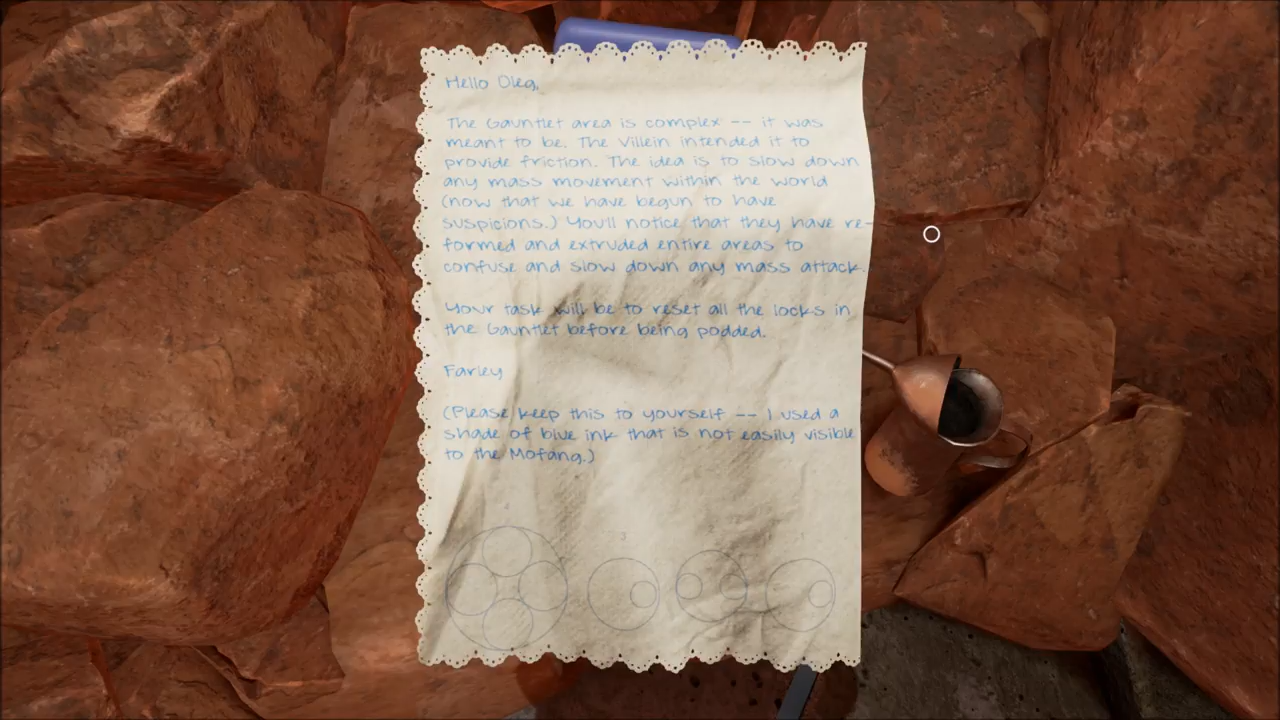 Hello Oleg,
The Gauntlet area is complex -- it was
meant to be. The Villein intended it to
provide friction. The idea is to slow down
any mass movement within the world
(now that we have begun to have
suspicions.) You'll notice that they have re-
formed and extruded entire areas to
confuse and slow down any mass attack.
Your task will be to reset all the locks in
the Gauntlet before being podded.
Farley
(Please keep this to yourself -- I used a
shade of blue ink that is not easily visible
to the Mofang.)